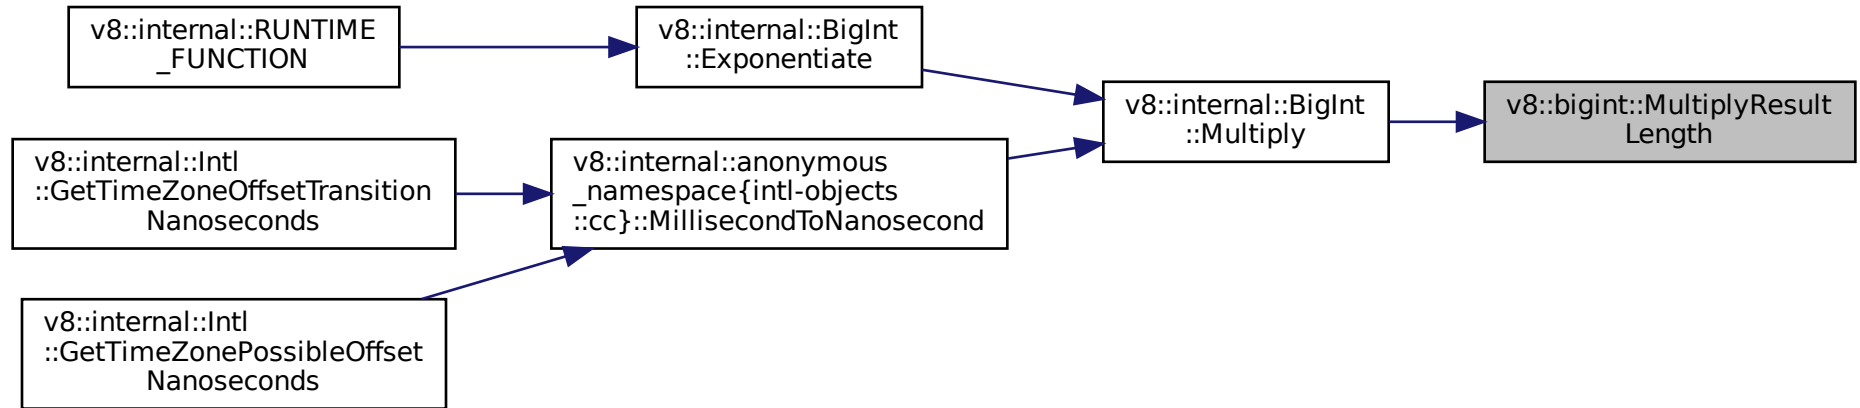 v8::internal::RUNTIME
_FUNCTION
v8::internal::BigInt
::Exponentiate
v8::internal::BigInt
::Multiply
v8::bigint::MultiplyResult
Length
v8::internal::Intl
::GetTimeZoneOffsetTransition
Nanoseconds
v8::internal::anonymous
_namespace{intl-objects
::cc}::MillisecondToNanosecond
v8::internal::Intl
::GetTimeZonePossibleOffset
Nanoseconds